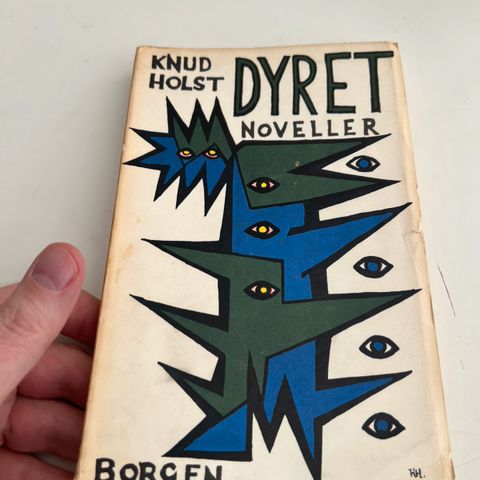 KNUD
HOLST
DYRET
NOVELLER
BORGEN
RH.